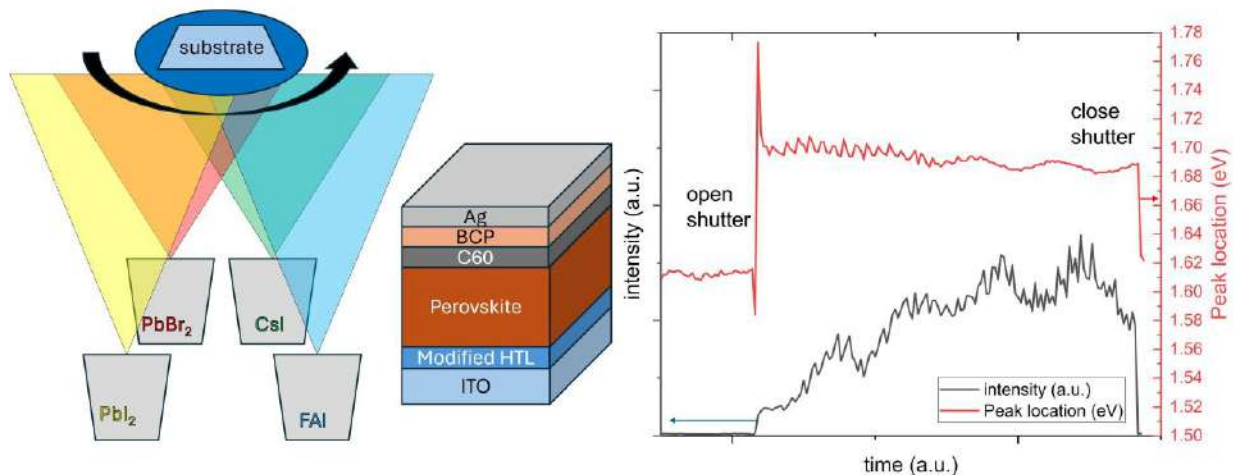 substrate
PbBr₂
CsI
PbI₂
FAI
Ag
BCP
C60
Perovskite
Modified HTL
ITO
intensity (a.u.)
open
shutter
close
shutter
intensity (a.u.)
Peak location (eV)
time (a.u.)
1.78
1.76
1.74
1.72
1.70
1.68
1.66
1.64
1.62
1.60
1.58
1.56
1.54
1.52
1.50
Peak location (eV)